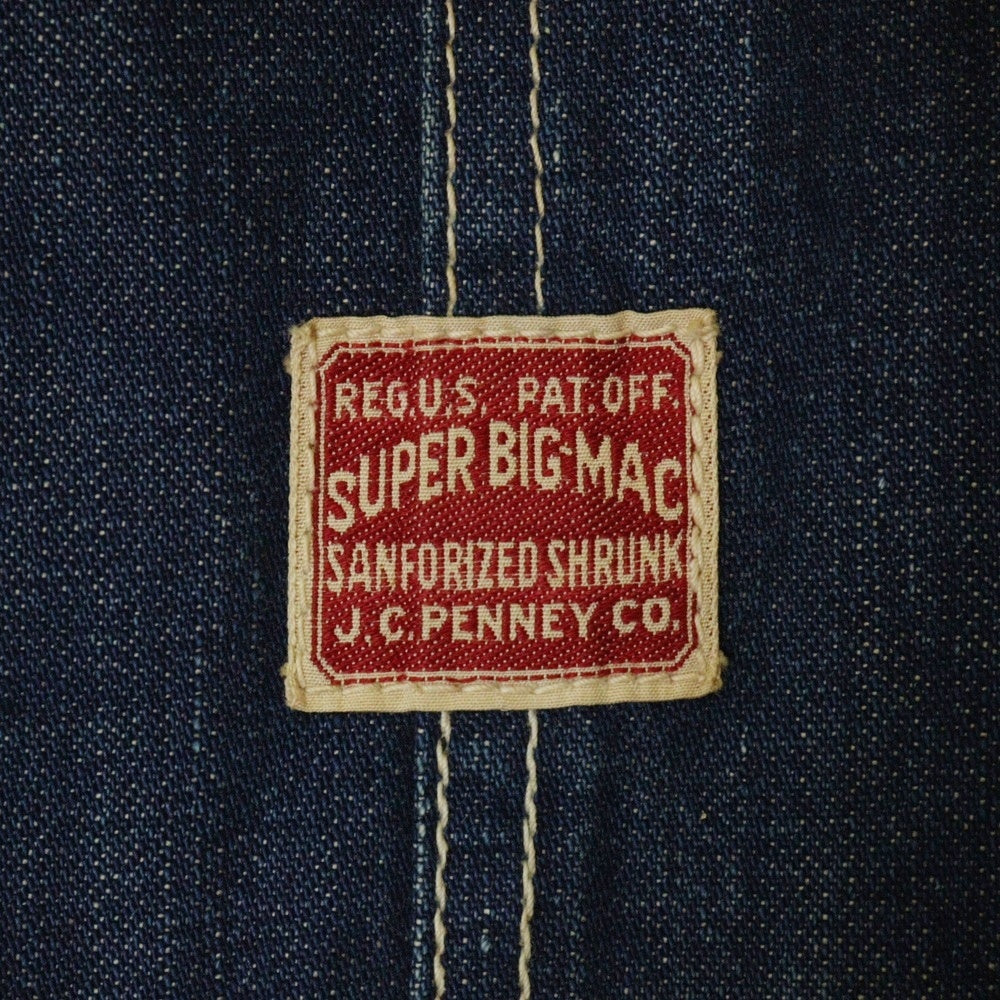 REG.U.S. PAT.OFF.
SUPER BIG-MAC
SANFORIZED SHRUNK
J.C.PENNEY CO.